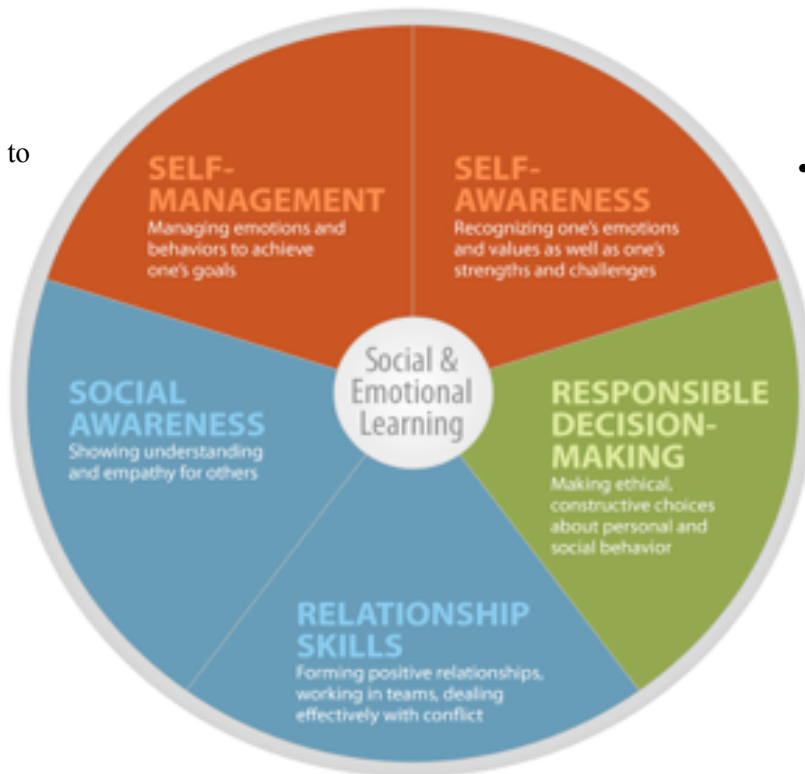 to
•
SELF-
MANAGEMENT
Managing emotions and
behaviors to achieve
one's goals
SELF-
AWARENESS
Recognizing one's emotions
and values as well as one's
strengths and challenges
SOCIAL
AWARENESS
Showing understanding
and empathy for others
Social &
Emotional
Learning
RESPONSIBLE
DECISION-
MAKING
Making ethical,
constructive choices
about personal and
social behavior
RELATIONSHIP
SKILLS
Forming positive relationships,
working in teams, dealing
effectively with conflict